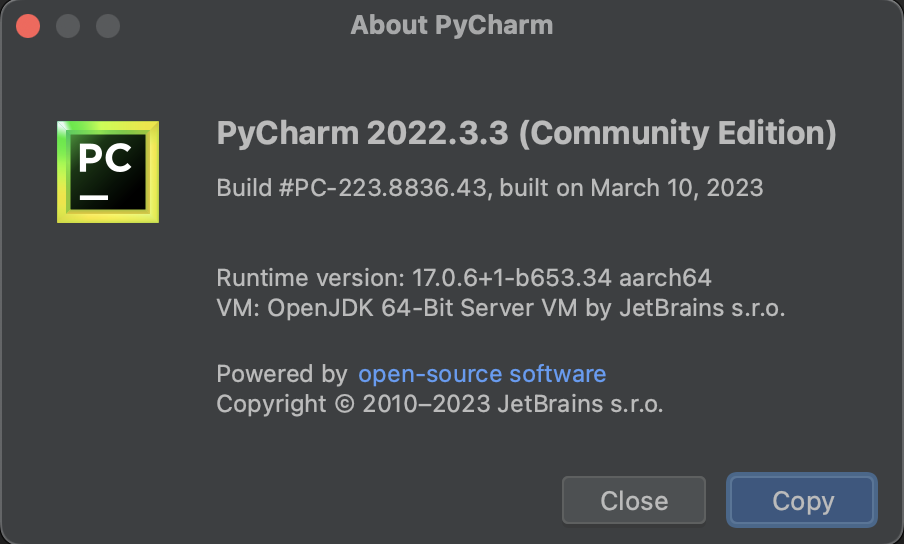 About PyCharm
PC
PyCharm 2022.3.3 (Community Edition)
Build #PC-223.8836.43, built on March 10, 2023
Runtime version: 17.0.6+1-b653.34 aarch64
VM: OpenJDK 64-Bit Server VM by JetBrains s.r.o.
Powered by open-source software
Copyright © 2010–2023 JetBrains s.r.o.
Close Copy